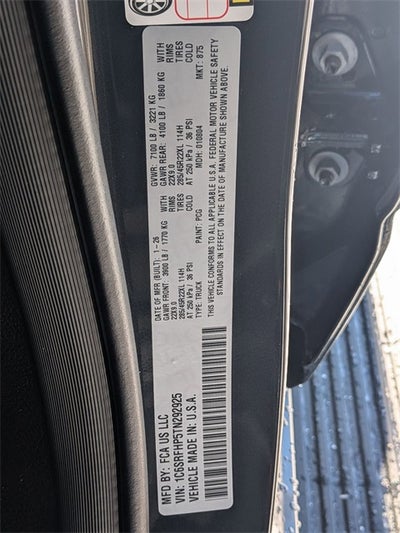 MFD BY: FCA US LLC
DATE OF MFR (BUILT): 1-26
GVWR: 7100 LB / 3221 KG
GAWR FRONT: 3900 LB / 1770 KG WITH
22X9.0 RIMS
285/45R22XL 114H TIRES
AT 250 kPa / 36 PSI COLD
GAWR REAR: 4100 LB / 1860 KG WITH
22X9.0 RIMS
285/45R22XL 114H TIRES
AT 250 kPa / 36 PSI COLD
VIN: 1C6SRFHP5TN292925
TYPE: TRUCK
PAINT: PCG
MDH: 010804
MKT: 875
VEHICLE MADE IN: U.S.A.
THIS VEHICLE CONFORMS TO ALL APPLICABLE U.S.A. FEDERAL MOTOR VEHICLE SAFETY
STANDARDS IN EFFECT ON THE DATE OF MANUFACTURE SHOWN ABOVE.